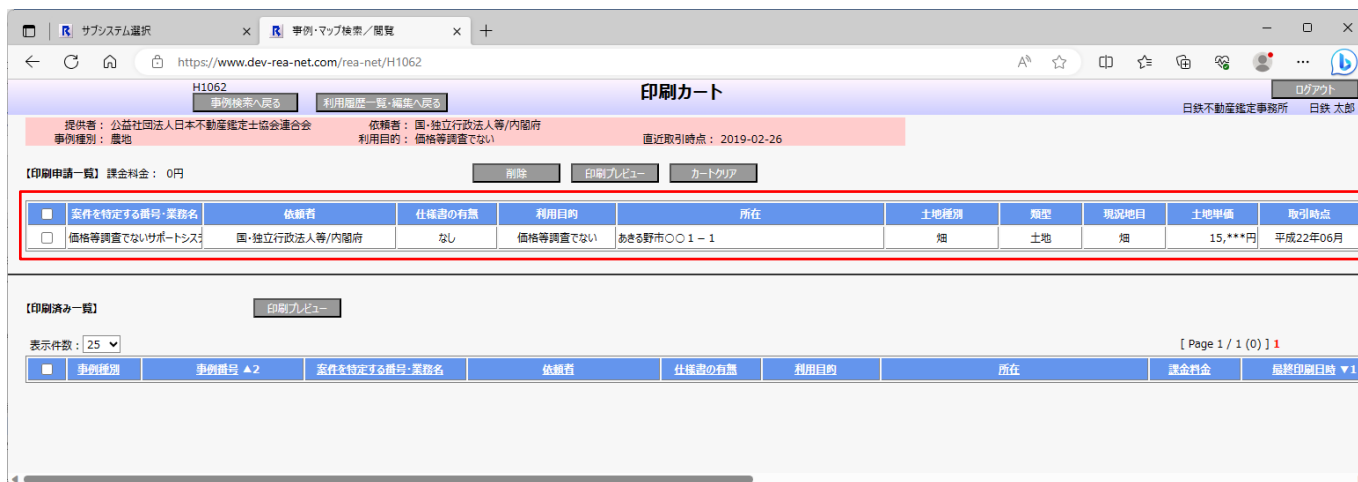 サブシステム選択 事例・マップ検索／閲覧
https://www.dev-rea-net.com/rea-net/H1062
H1062
事例検索へ戻る 利用履歴一覧・編集へ戻る 印刷カート ログアウト
日鉄不動産鑑定事務所 日鉄 太郎
提供者： 公益社団法人日本不動産鑑定士協会連合会 依頼者： 国・独立行政法人等/内閣府
事例種別： 農地 利用目的： 価格等調査でない 直近取引時点： 2019-02-26
【印刷申請一覧】 課金料金： 0円 削除 印刷プレビュー カートクリア
案件を特定する番号・業務名 依頼者 仕様書の有無 利用目的 所在 土地種別 類型 現況地目 土地単価 取引時点
価格等調査でないサポートシステ 国・独立行政法人等/内閣府 なし 価格等調査でない あきる野市○○１－１ 畑 土地 畑 15,***円 平成22年06月
【印刷済み一覧】 印刷プレビュー
表示件数： 25 [ Page 1 / 1 (0) ] 1
事例種別 事例番号 ▲2 案件を特定する番号・業務名 依頼者 仕様書の有無 利用目的 所在 課金料金 最終印刷日時 ▼1